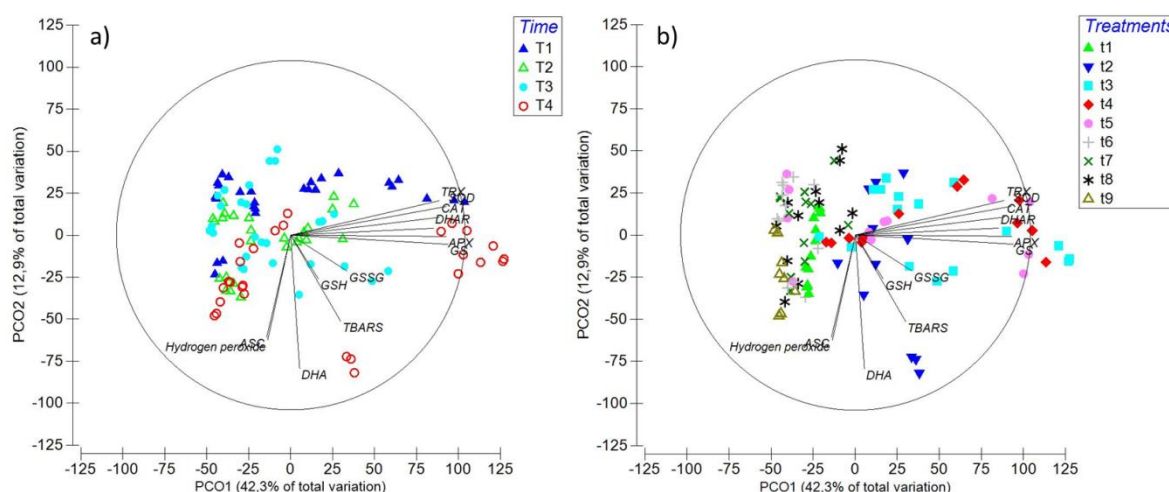 a)
Time
T1
T2
T3
T4
125
100
75
50
25
0
-25
-50
-75
-100
-125
PCO2 (12,9% of total variation)
TRX
SOD
CAT
DHAR
APX
GS
GSSG
GSH
TBARS
ASC
Hydrogen peroxide
DHA
-125 -100 -75 -50 -25 0 25 50 75 100 125
PCO1 (42,3% of total variation)
b)
Treatments
t1
t2
t3
t4
t5
t6
t7
t8
t9
125
100
75
50
25
0
-25
-50
-75
-100
-125
PCO2 (12,9% of total variation)
TRX
SOD
CAT
DHAR
APX
GS
GSSG
GSH
TBARS
ASC
Hydrogen peroxide
DHA
-125 -100 -75 -50 -25 0 25 50 75 100 125
PCO1 (42,3% of total variation)